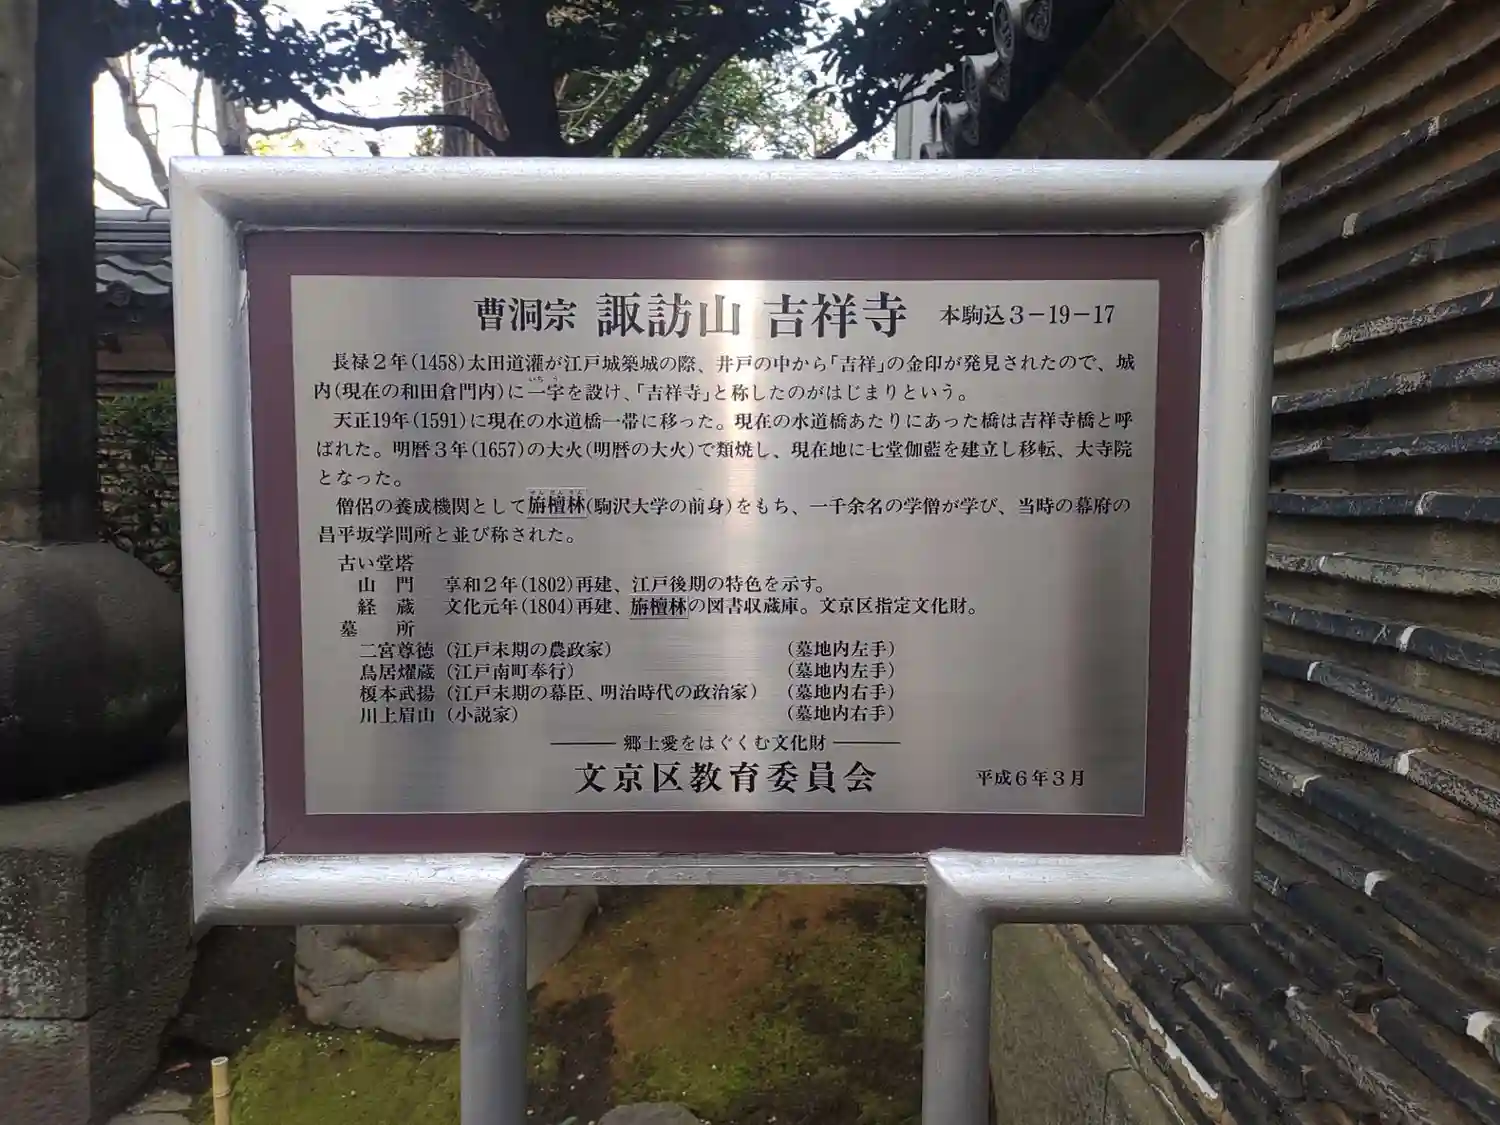 曹洞宗 諏訪山 吉祥寺 本駒込3-19-17
長禄2年(1458)太田道灌が江戸城築城の際、井戸の中から「吉祥」の金印が発見されたので、城
内(現在の和田倉門内)に一宇を設け、「吉祥寺」と称したのがはじまりという。
天正19年(1591)に現在の水道橋一帯に移った。現在の水道橋あたりにあった橋は吉祥寺橋と呼
ばれた。明暦3年(1657)の大火(明暦の大火)で類焼し、現在地に七堂伽藍を建立し移転、大寺院
となった。
僧侶の養成機関として旃檀林(駒沢大学の前身)をもち、一千余名の学僧が学び、当時の幕府の
昌平坂学問所と並び称された。
古い堂塔
山門 享和2年(1802)再建、江戸後期の特色を示す。
経蔵 文化元年(1804)再建、旃檀林の図書収蔵庫。文京区指定文化財。
墓所
二宮尊徳(江戸末期の農政家) (墓地内左手)
鳥居燿蔵(江戸南町奉行) (墓地内左手)
榎本武揚(江戸末期の幕臣、明治時代の政治家) (墓地内右手)
川上眉山(小説家) (墓地内右手)
郷土愛をはぐくむ文化財
文京区教育委員会 平成6年3月